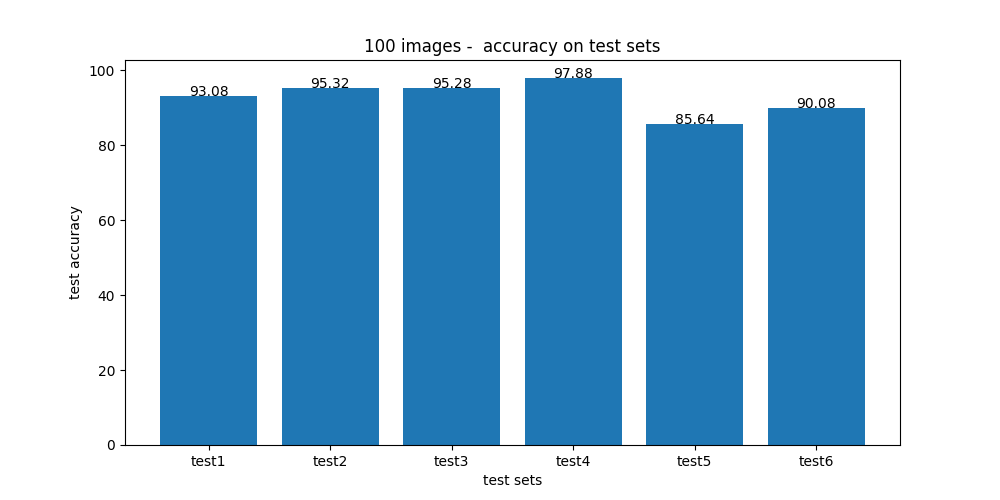 100 images -  accuracy on test sets
100
80
60
40
20
0
test accuracy
93.08
95.32
95.28
97.88
85.64
90.08
test1
test2
test3
test4
test5
test6
test sets